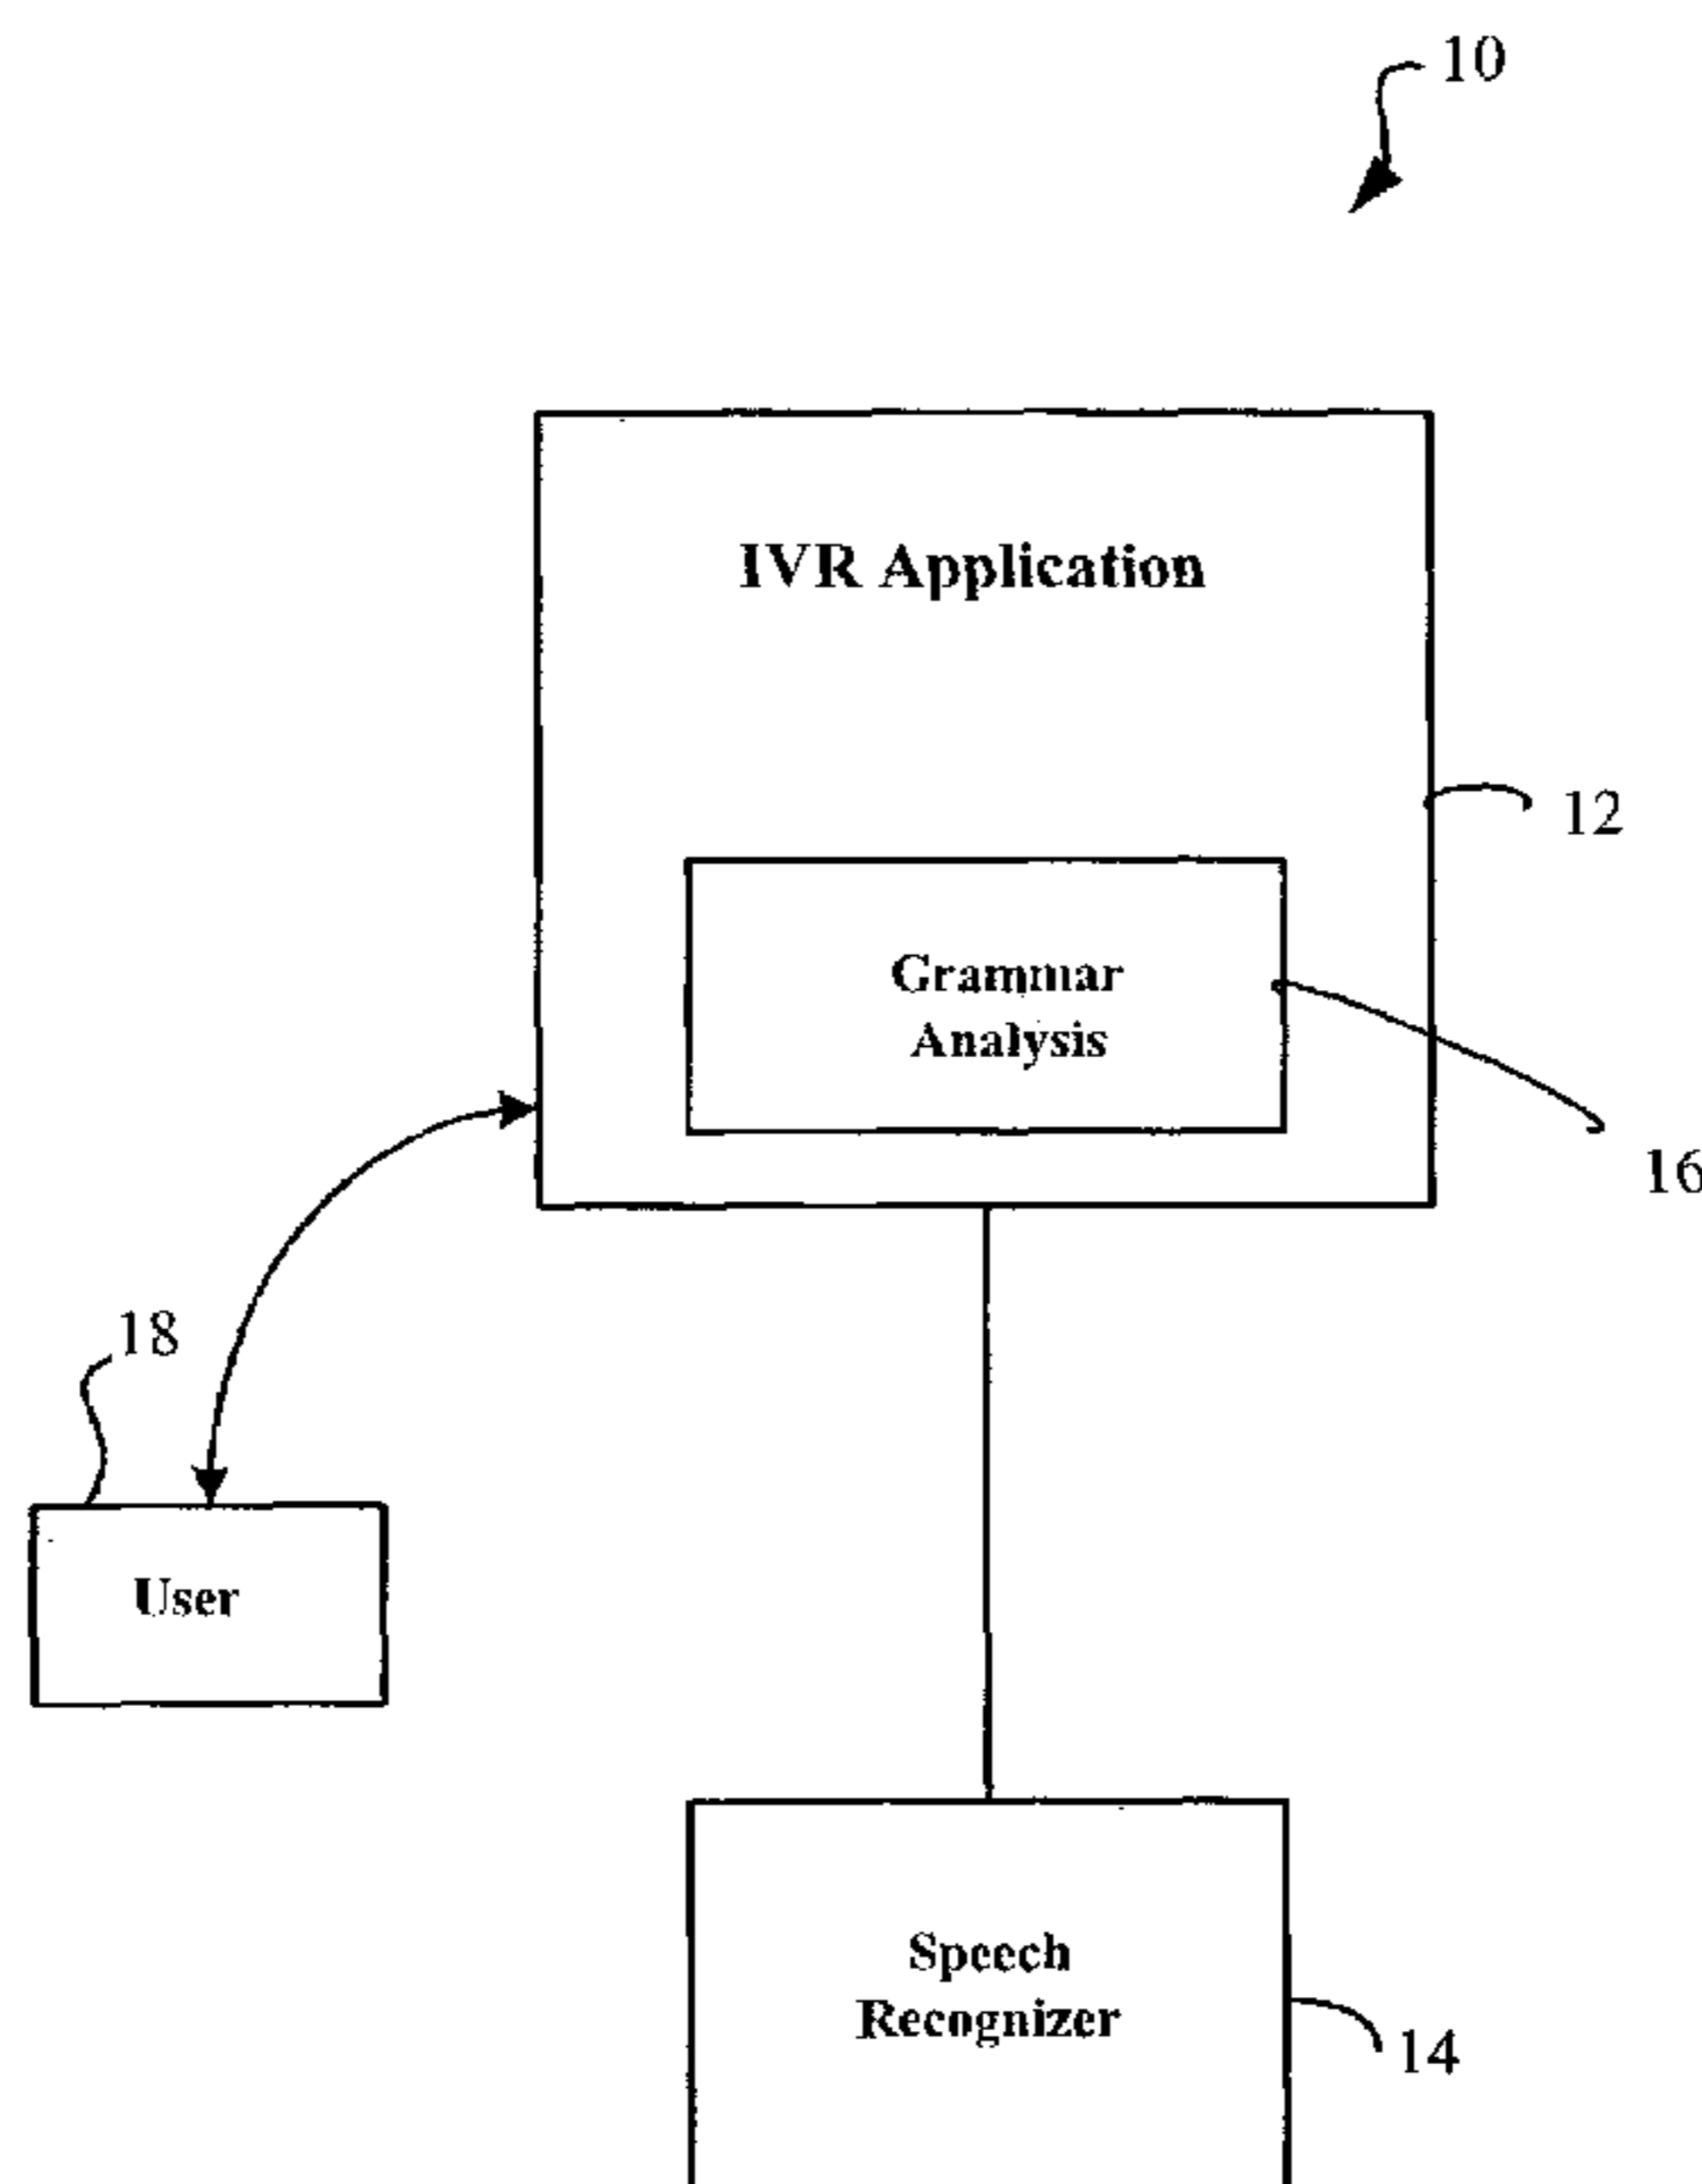 10
IVR Application
12
Grammar
Analysis
16
18
User
Speech
Recognizer
14